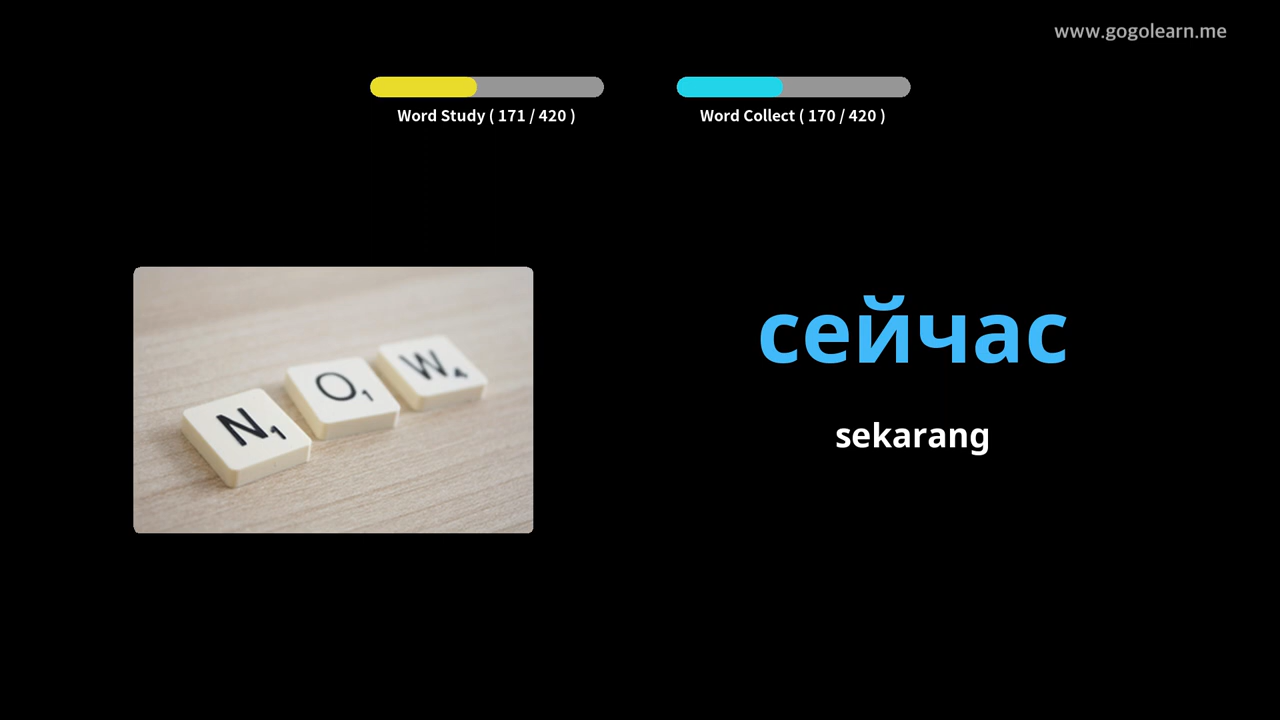 www.gogolearn.me
Word Study ( 171 / 420 )
Word Collect ( 170 / 420 )
N1 O1 W4
сейчас
sekarang